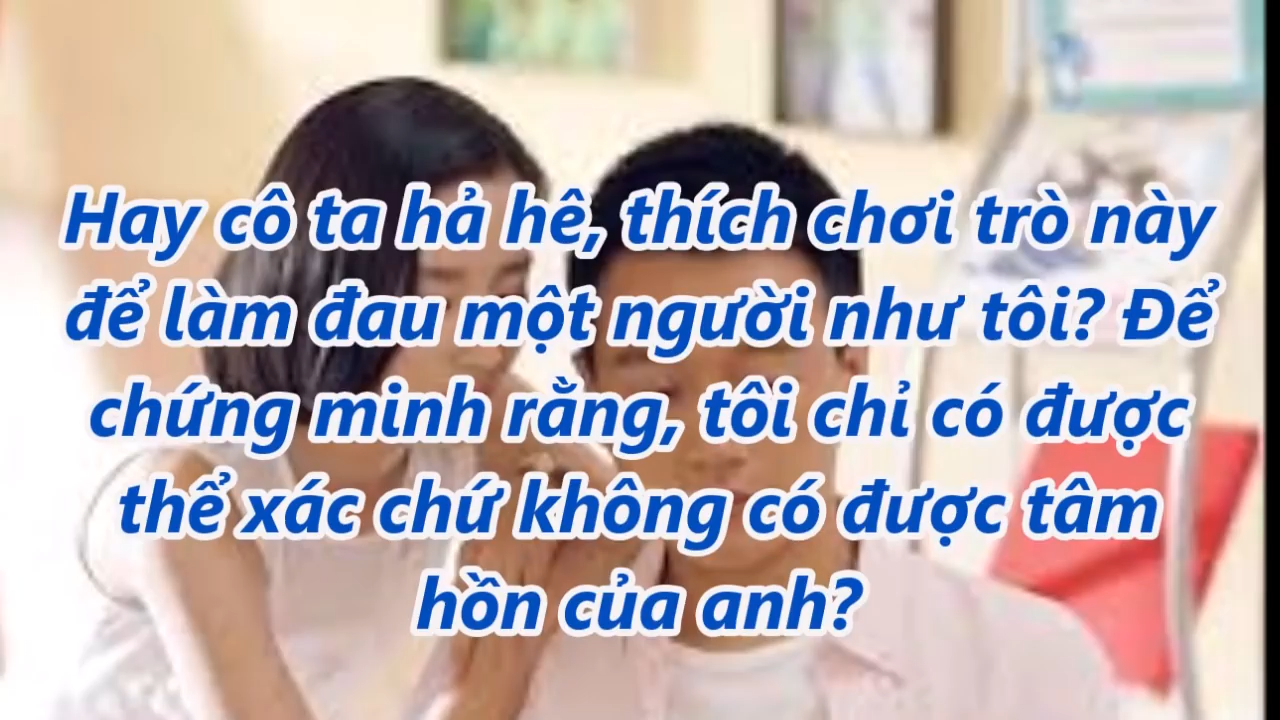 Hay cô ta hả hê, thích chơi trò này
để làm đau một người như tôi? Để
chứng minh rằng, tôi chỉ có được
thể xác chứ không có được tâm
hồn của anh?